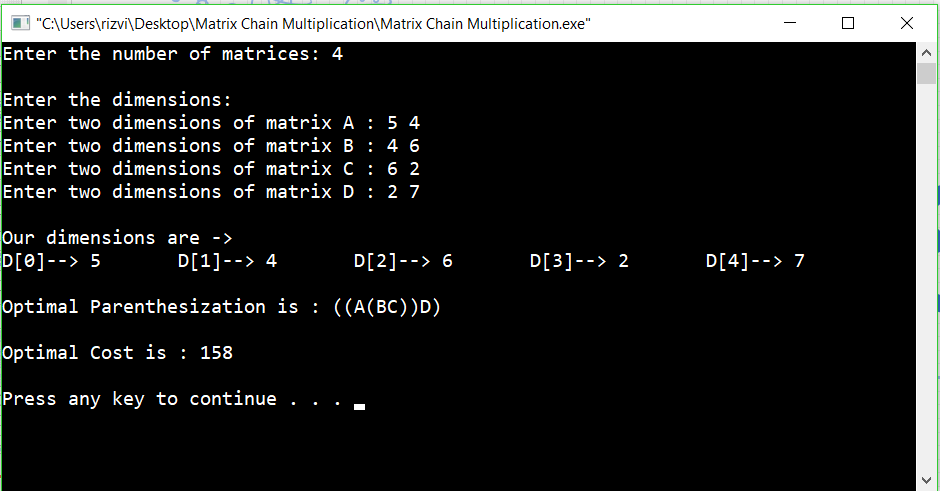 "C:\Users\rizvi\Desktop\Matrix Chain Multiplication\Matrix Chain Multiplication.exe"
Enter the number of matrices: 4
Enter the dimensions:
Enter two dimensions of matrix A : 5 4
Enter two dimensions of matrix B : 4 6
Enter two dimensions of matrix C : 6 2
Enter two dimensions of matrix D : 2 7
Our dimensions are ->
D[0]--> 5 D[1]--> 4 D[2]--> 6 D[3]--> 2 D[4]--> 7
Optimal Parenthesization is : ((A(BC))D)
Optimal Cost is : 158
Press any key to continue . . .